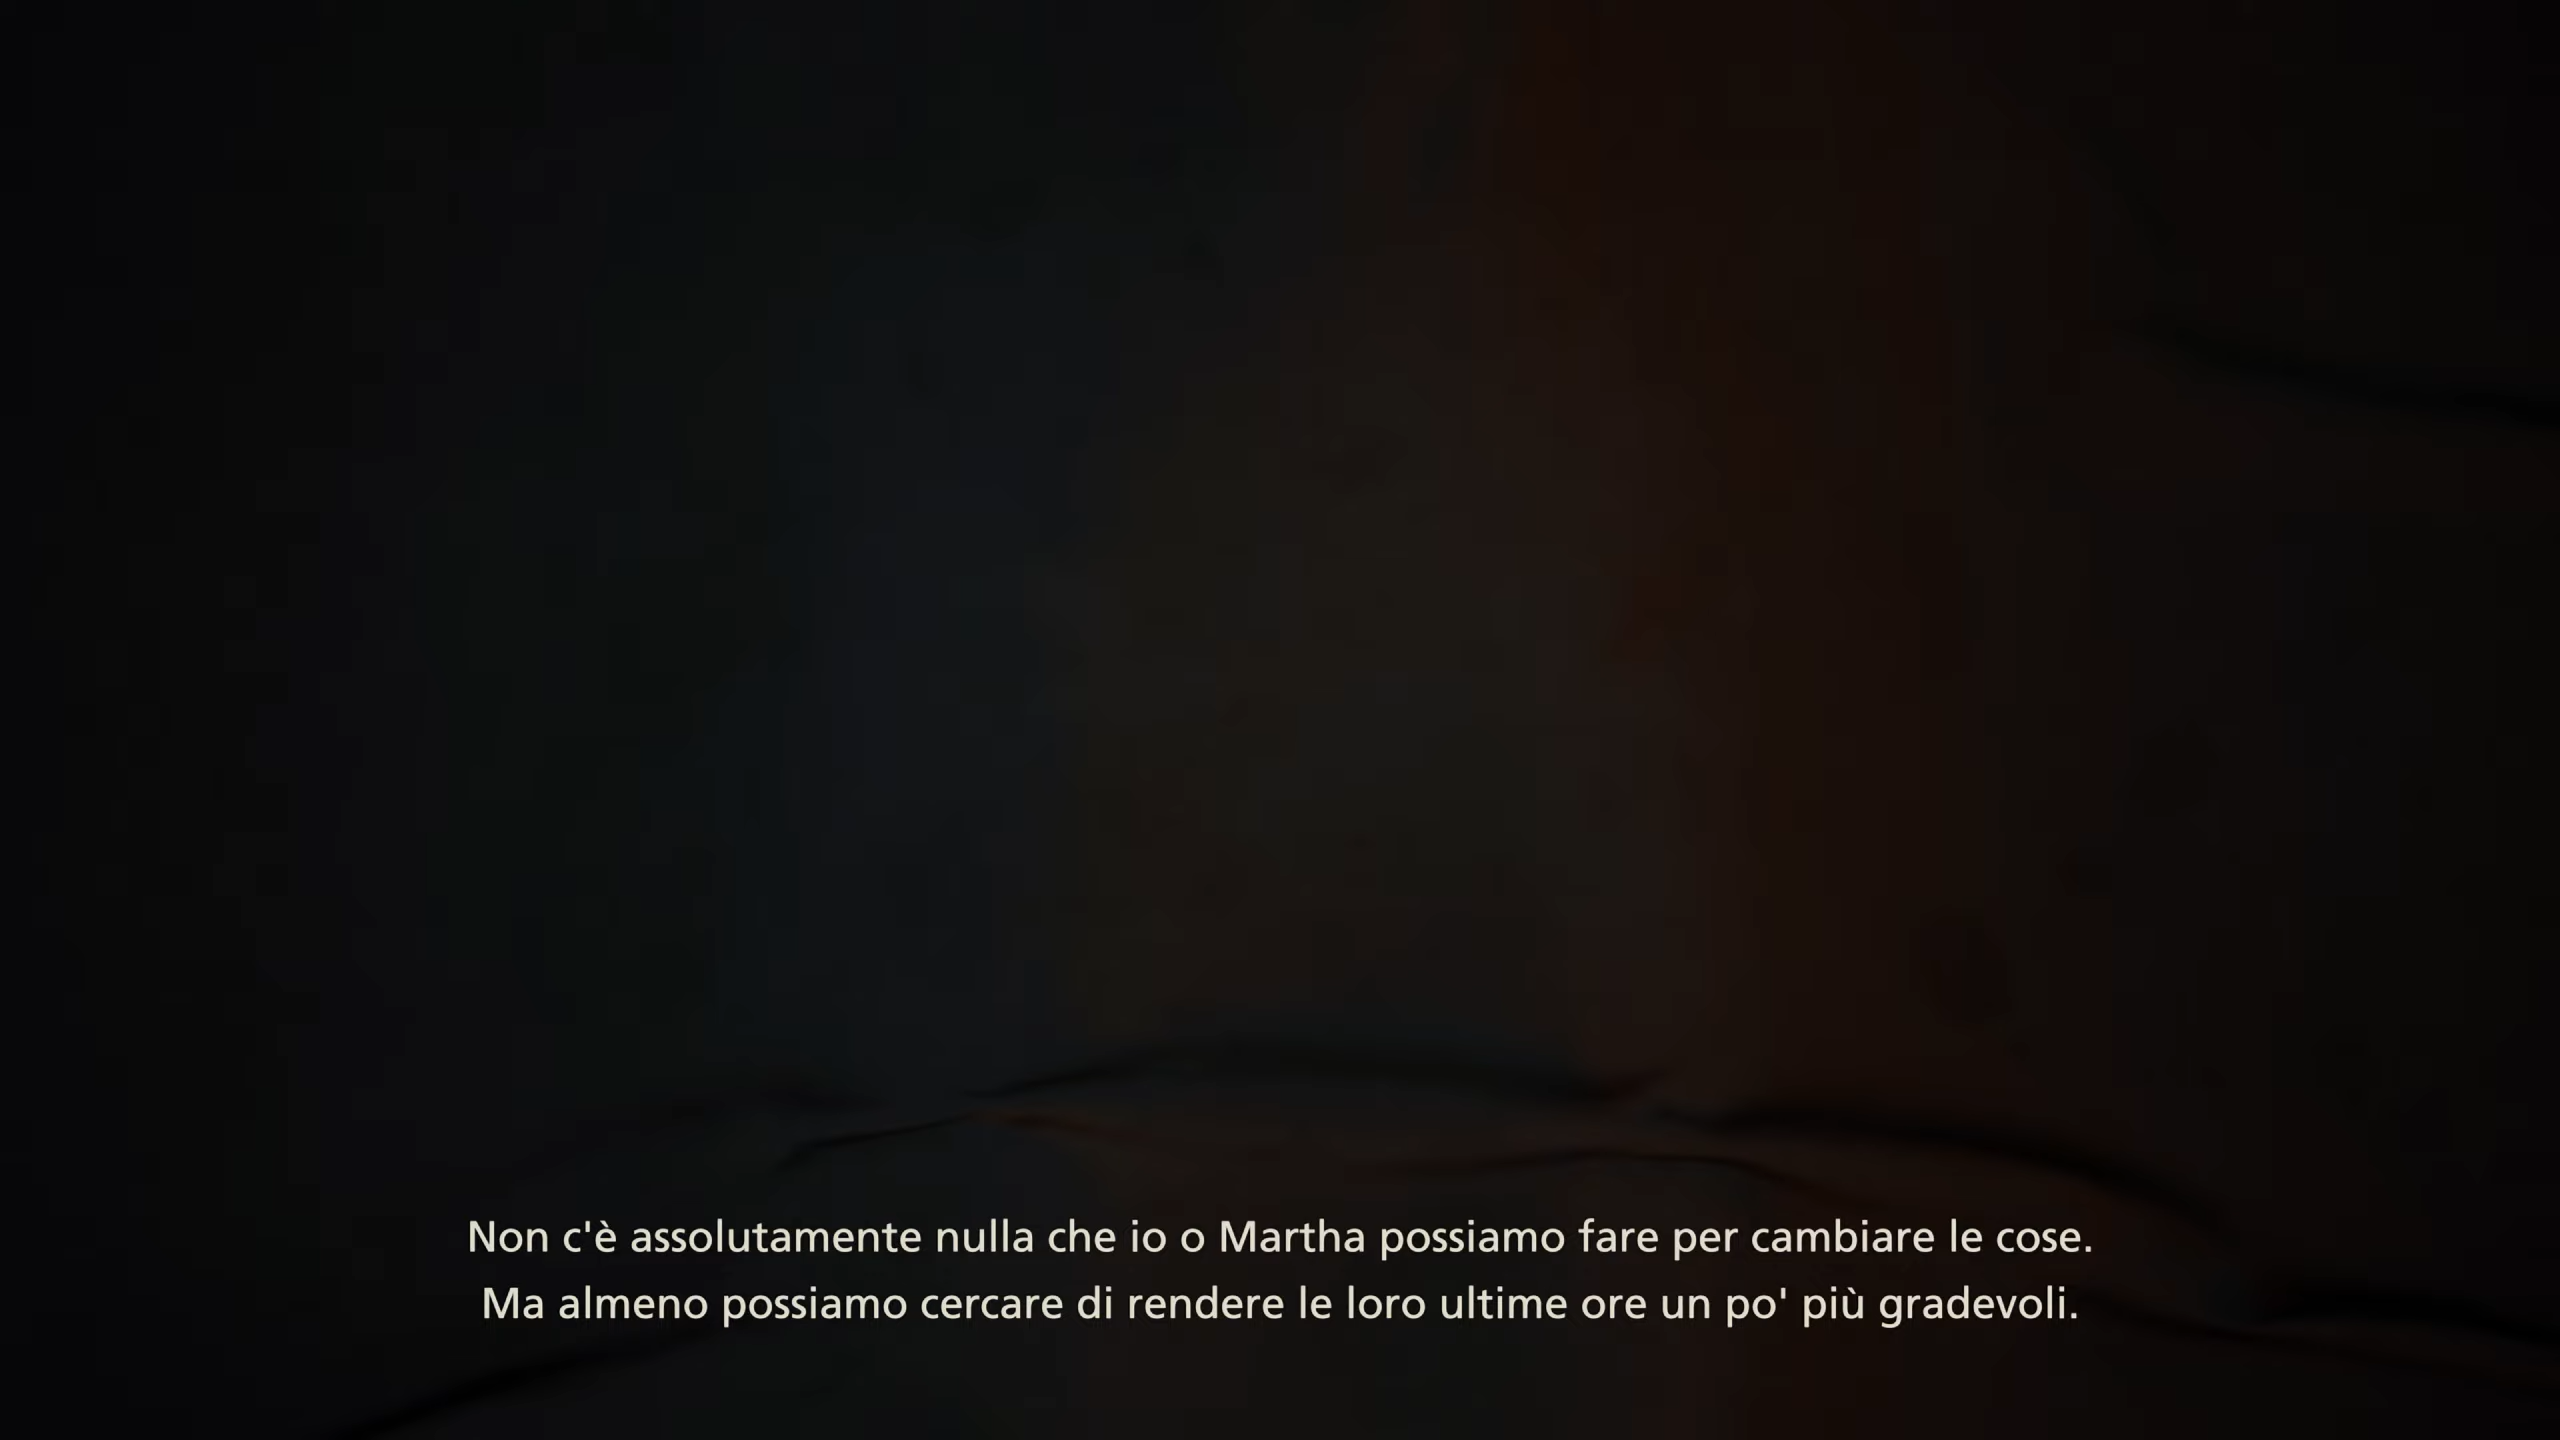 Non c'è assolutamente nulla che io o Martha possiamo fare per cambiare le cose.
Ma almeno possiamo cercare di rendere le loro ultime ore un po' più gradevoli.